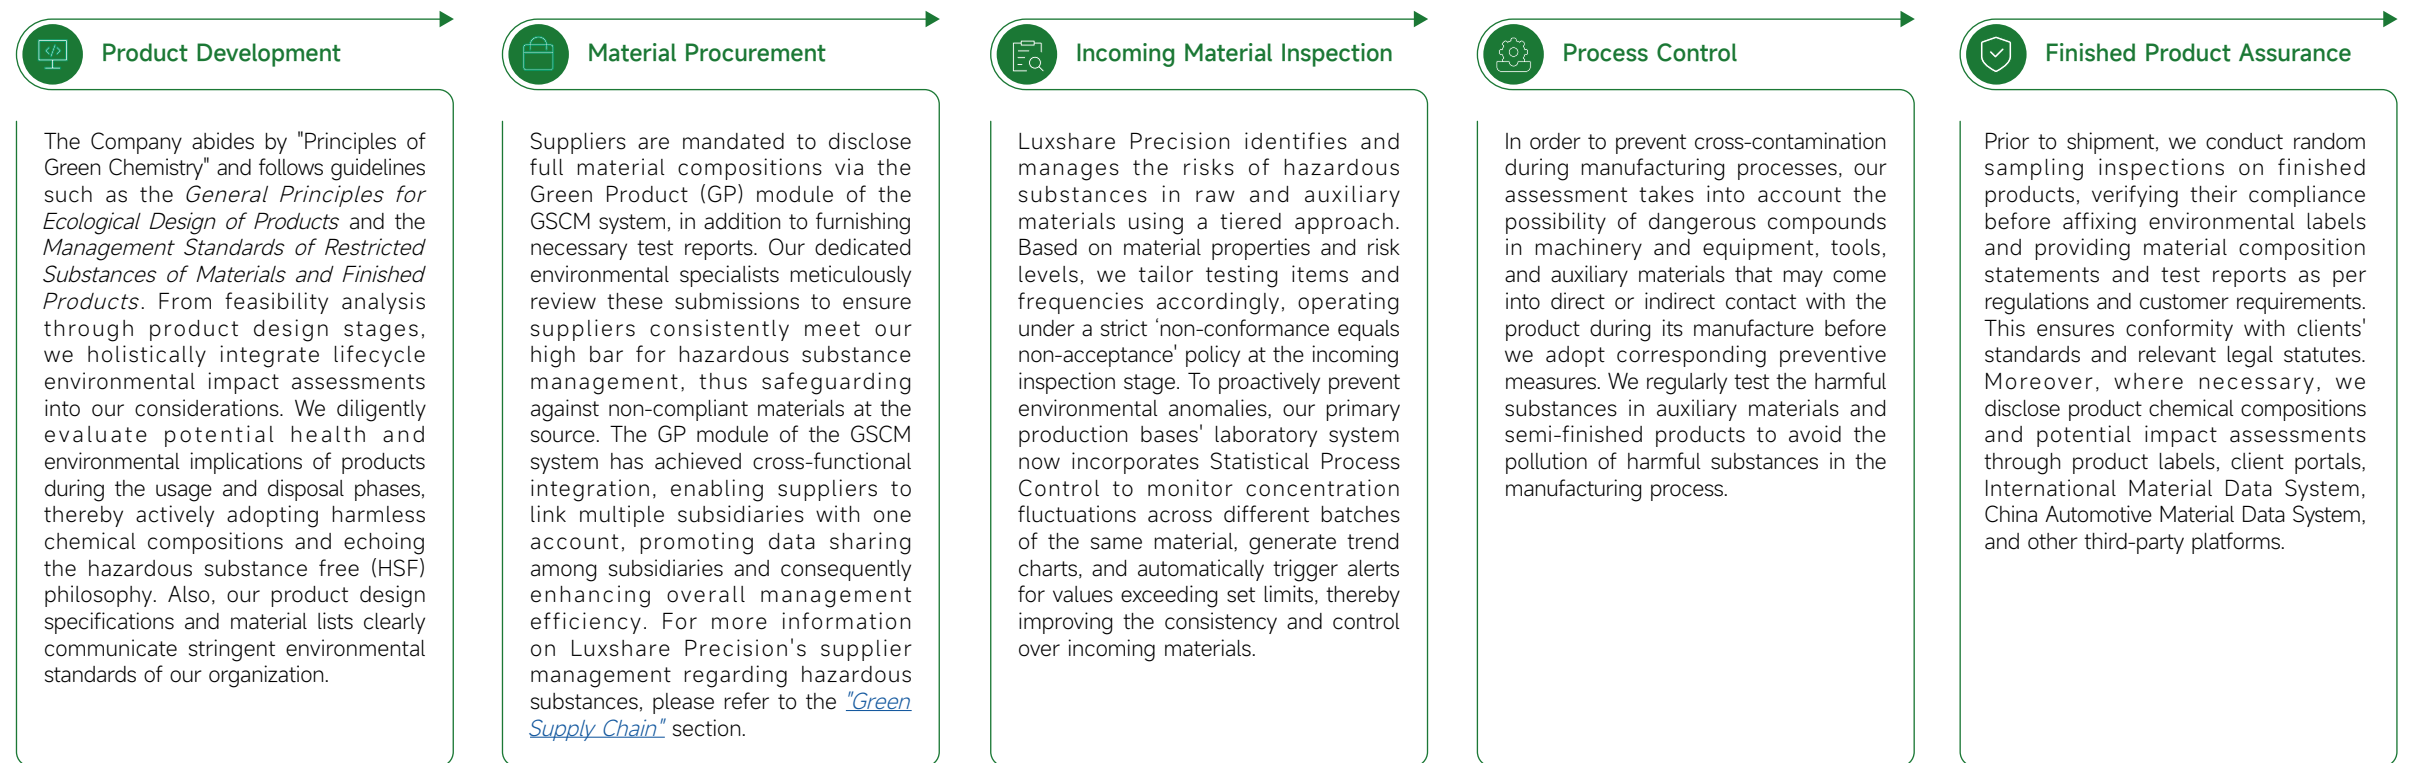 Product Development
The Company abides by "Principles of
Green Chemistry" and follows guidelines
such as the General Principles for
Ecological Design of Products and the
Management Standards of Restricted
Substances of Materials and Finished
Products. From feasibility analysis
through product design stages,
we holistically integrate lifecycle
environmental impact assessments
into our considerations. We diligently
evaluate potential health and
environmental implications of products
during the usage and disposal phases,
thereby actively adopting harmless
chemical compositions and echoing
the hazardous substance free (HSF)
philosophy. Also, our product design
specifications and material lists clearly
communicate stringent environmental
standards of our organization.
Material Procurement
Suppliers are mandated to disclose
full material compositions via the
Green Product (GP) module of the
GSCM system, in addition to furnishing
necessary test reports. Our dedicated
environmental specialists meticulously
review these submissions to ensure
suppliers consistently meet our
high bar for hazardous substance
management, thus safeguarding
against non-compliant materials at the
source. The GP module of the GSCM
system has achieved cross-functional
integration, enabling suppliers to
link multiple subsidiaries with one
account, promoting data sharing
among subsidiaries and consequently
enhancing overall management
efficiency. For more information
on Luxshare Precision's supplier
management regarding hazardous
substances, please refer to the "Green
Supply Chain" section.
Incoming Material Inspection
Luxshare Precision identifies and
manages the risks of hazardous
substances in raw and auxiliary
materials using a tiered approach.
Based on material properties and risk
levels, we tailor testing items and
frequencies accordingly, operating
under a strict ‘non-conformance equals
non-acceptance' policy at the incoming
inspection stage. To proactively prevent
environmental anomalies, our primary
production bases' laboratory system
now incorporates Statistical Process
Control to monitor concentration
fluctuations across different batches
of the same material, generate trend
charts, and automatically trigger alerts
for values exceeding set limits, thereby
improving the consistency and control
over incoming materials.
Process Control
In order to prevent cross-contamination
during manufacturing processes, our
assessment takes into account the
possibility of dangerous compounds
in machinery and equipment, tools,
and auxiliary materials that may come
into direct or indirect contact with the
product during its manufacture before
we adopt corresponding preventive
measures. We regularly test the harmful
substances in auxiliary materials and
semi-finished products to avoid the
pollution of harmful substances in the
manufacturing process.
Finished Product Assurance
Prior to shipment, we conduct random
sampling inspections on finished
products, verifying their compliance
before affixing environmental labels
and providing material composition
statements and test reports as per
regulations and customer requirements.
This ensures conformity with clients'
standards and relevant legal statutes.
Moreover, where necessary, we
disclose product chemical compositions
and potential impact assessments
through product labels, client portals,
International Material Data System,
China Automotive Material Data System,
and other third-party platforms.